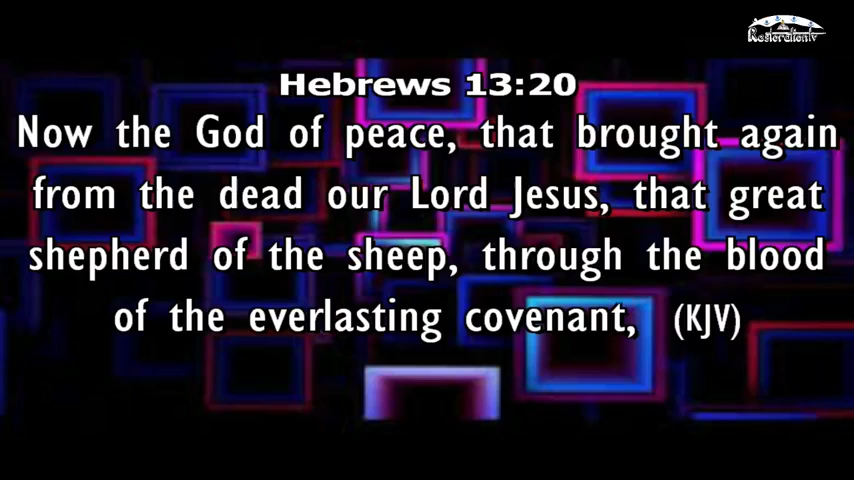 Restorationtv
Hebrews 13:20
Now the God of peace, that brought again
from the dead our Lord Jesus, that great
shepherd of the sheep, through the blood
of the everlasting covenant, (KJV)